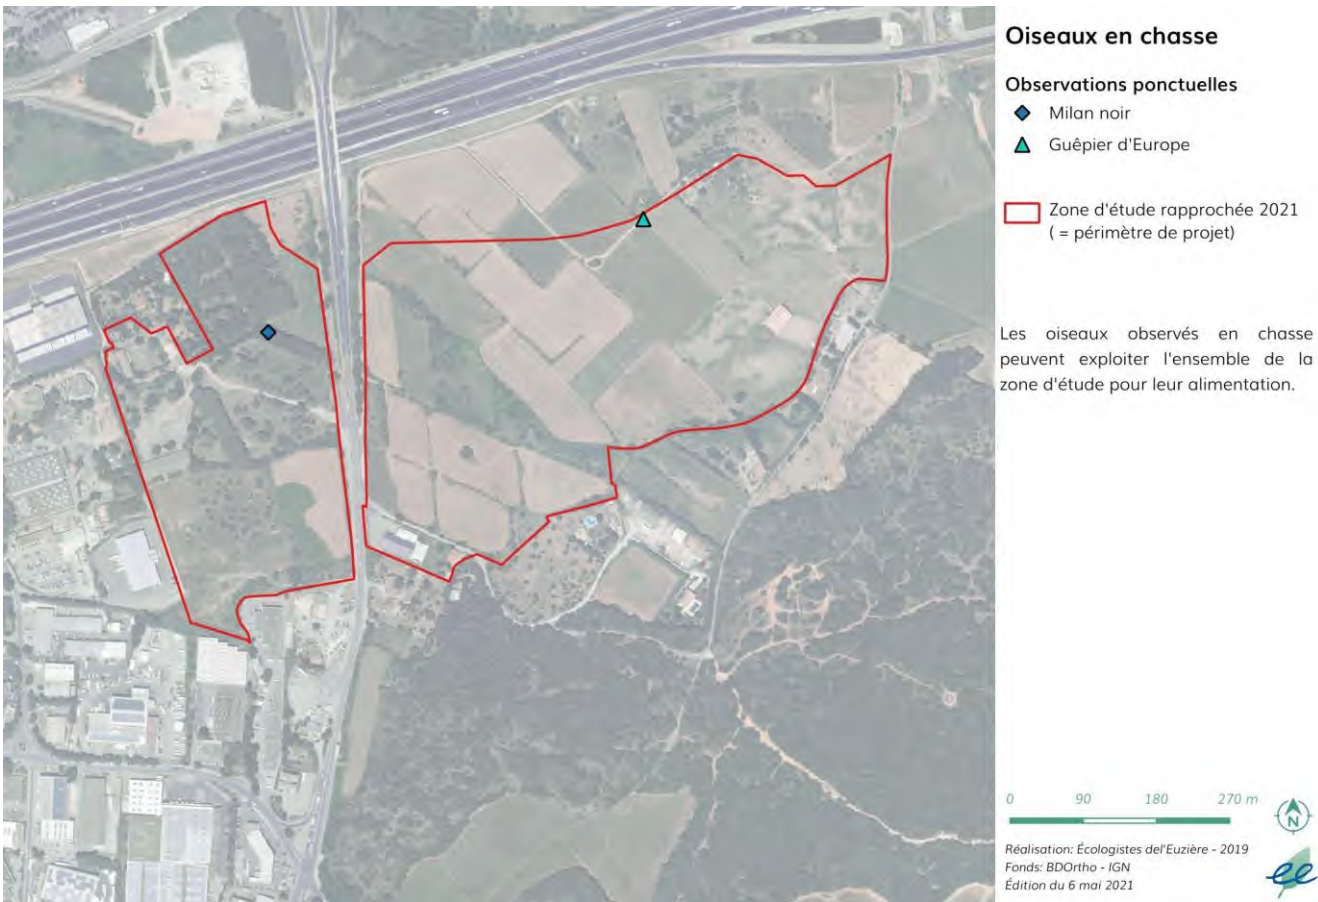 Oiseaux en chasse
Observations ponctuelles
Milan noir
Guêpier d'Europe
Zone d'étude rapprochée 2021
( = périmètre de projet)
Les oiseaux observés en chasse
peuvent exploiter l'ensemble de la
zone d'étude pour leur alimentation.
0 90 180 270 m
N
Réalisation: Écologistes del'Euzière - 2019
Fonds: BDOrtho - IGN
Édition du 6 mai 2021
ee